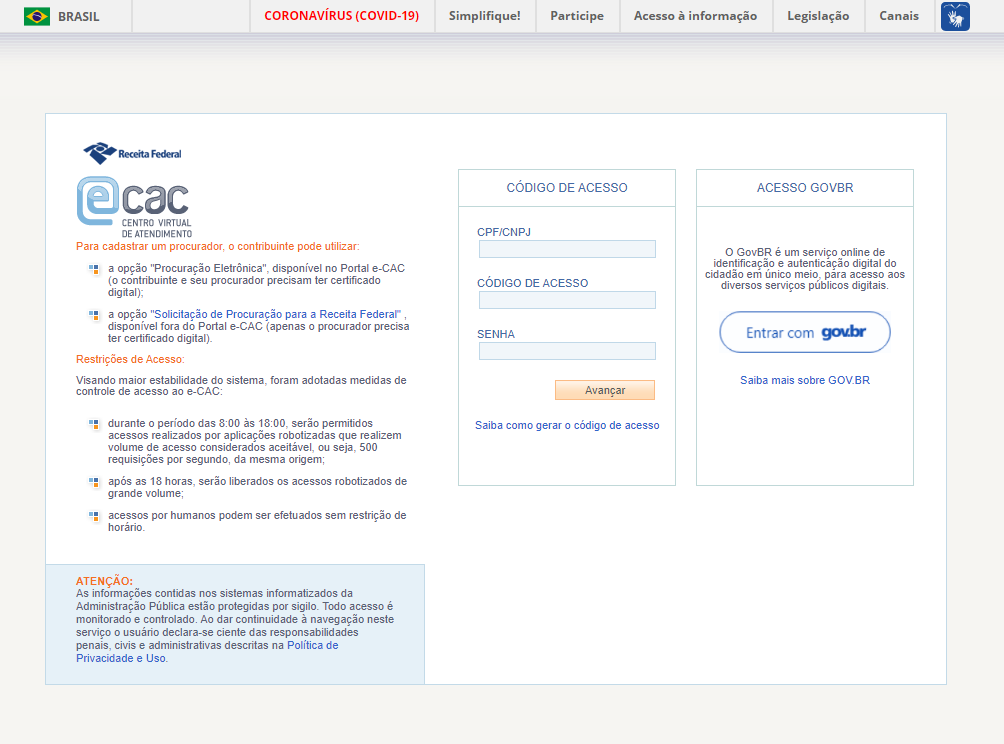 BRASIL
CORONAVÍRUS (COVID-19)
Simplifique!
Participe
Acesso à informação
Legislação
Canais
Receita Federal
ecac
CENTRO VIRTUAL
DE ATENDIMENTO
Para cadastrar um procurador, o contribuinte pode utilizar:
a opção "Procuração Eletrônica", disponível no Portal e-CAC
(o contribuinte e seu procurador precisam ter certificado
digital);
a opção "Solicitação de Procuração para a Receita Federal" ,
disponível fora do Portal e-CAC (apenas o procurador precisa
ter certificado digital).
Restrições de Acesso:
Visando maior estabilidade do sistema, foram adotadas medidas de
controle de acesso ao e-CAC:
durante o período das 8:00 às 18:00, serão permitidos
acessos realizados por aplicações robotizadas que realizem
volume de acesso considerados aceitável, ou seja, 500
requisições por segundo, da mesma origem;
após as 18 horas, serão liberados os acessos robotizados de
grande volume;
acessos por humanos podem ser efetuados sem restrição de
horário.
ATENÇÃO:
As informações contidas nos sistemas informatizados da
Administração Pública estão protegidas por sigilo. Todo acesso é
monitorado e controlado. Ao dar continuidade à navegação neste
serviço o usuário declara-se ciente das responsabilidades
penais, civis e administrativas descritas na Política de
Privacidade e Uso.
CÓDIGO DE ACESSO
CPF/CNPJ
CÓDIGO DE ACESSO
SENHA
Avançar
Saiba como gerar o código de acesso
ACESSO GOVBR
O GovBR é um serviço online de
identificação e autenticação digital do
cidadão em único meio, para acesso aos
diversos serviços públicos digitais.
Entrar com gov.br
Saiba mais sobre GOV.BR